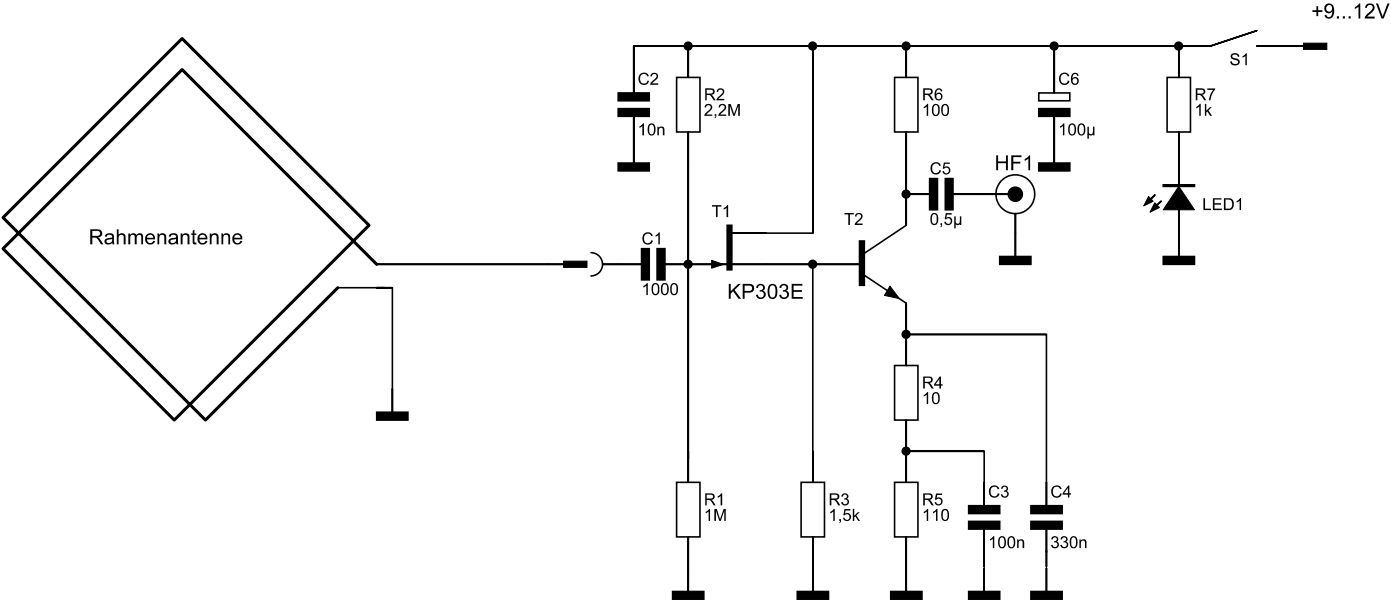 +9...12V
S1
C2
10n
R2
2,2M
R6
100
C6
100µ
R7
1k
C5
0,5µ
HF1
LED1
T1
T2
Rahmenantenne
C1
1000
KP303E
R4
10
R1
1M
R3
1,5k
R5
110
C3
100n
C4
330n